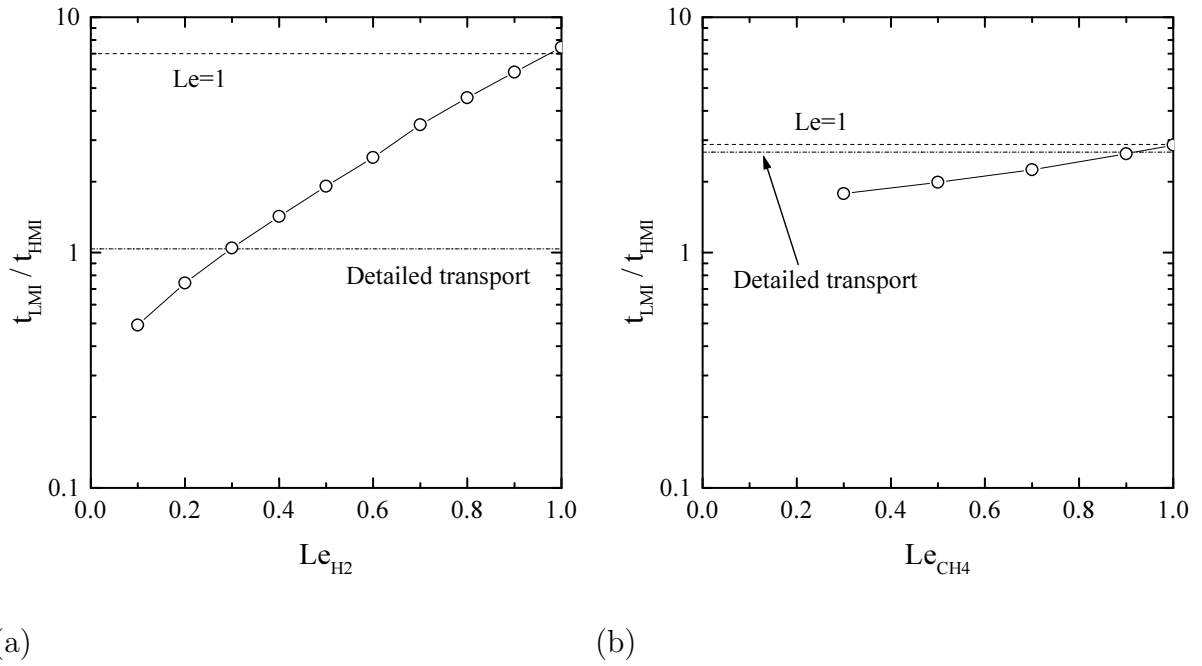 10
1
0.1
t_LMI / t_HMI
Le=1
Detailed transport
0.0 0.2 0.4 0.6 0.8 1.0
Le_H2
(a)
10
1
0.1
t_LMI / t_HMI
Le=1
Detailed transport
0.0 0.2 0.4 0.6 0.8 1.0
Le_CH4
(b)